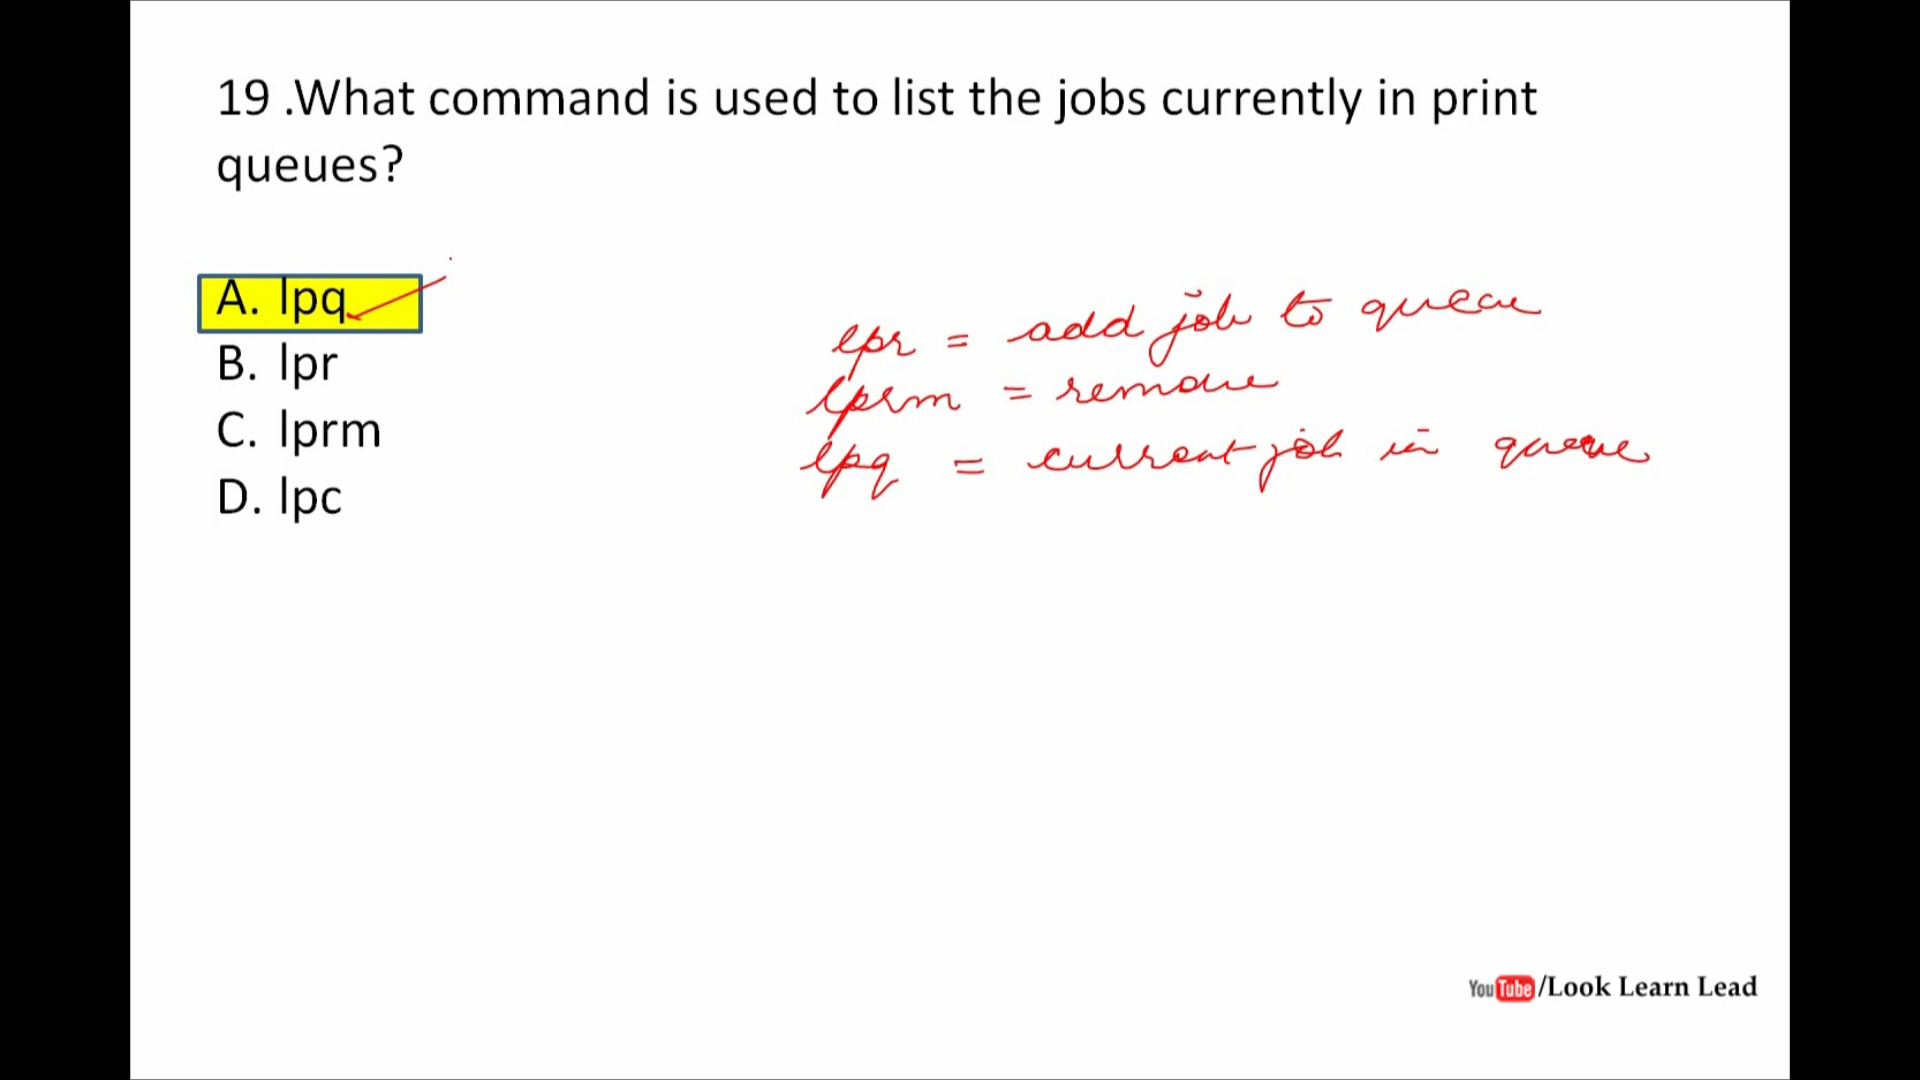 19 .What command is used to list the jobs currently in print
queues?
A. lpq
B. lpr
C. lprm
D. lpc
lpr = add job to queue
lprm = remove
lpq = current job in queue
YouTube/Look Learn Lead